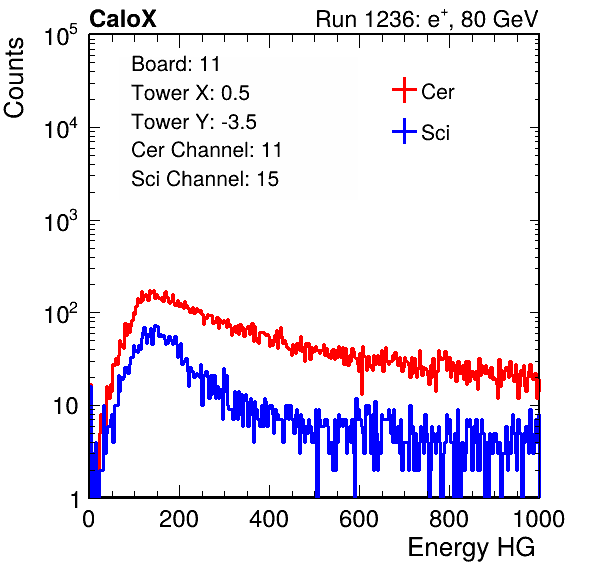 CaloX Run 1236: e+, 80 GeV
Counts
Board: 11
Tower X: 0.5
Tower Y: -3.5
Cer Channel: 11
Sci Channel: 15
Cer
Sci
10^5
10^4
10^3
10^2
10
1
0 200 400 600 800 1000
Energy HG